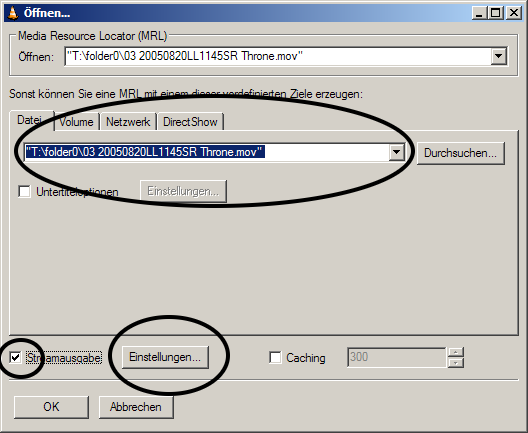 Öffnen...
Media Resource Locator (MRL)
Öffnen: "T:\folder0\03 20050820LL1145SR Throne.mov"
Sonst können Sie eine MRL mit einem dieser vordefinierten Ziele erzeugen:
Datei Volume Netzwerk DirectShow
"T:\folder0\03 20050820LL1145SR Throne.mov" Durchsuchen...
Untertiteloptionen Einstellungen...
Streamausgabe Einstellungen... Caching 300
OK Abbrechen